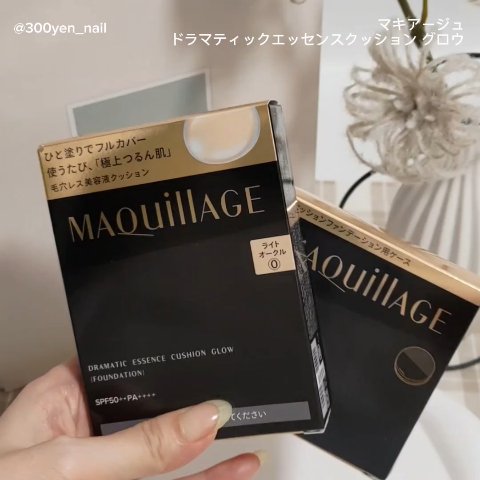 @300yen_nail
マキアージュ
ドラマティックエッセンスクッション グロウ
ひと塗りでフルカバー
使うたび、「極上つるん肌」
毛穴レス美容液クッション
MAQuillAGE
ライト
オークル
0
DRAMATIC ESSENCE CUSHION GLOW
(FOUNDATION)
SPF50++PA++++
てください
ッションファンデーション用ケース
AQuillAGE